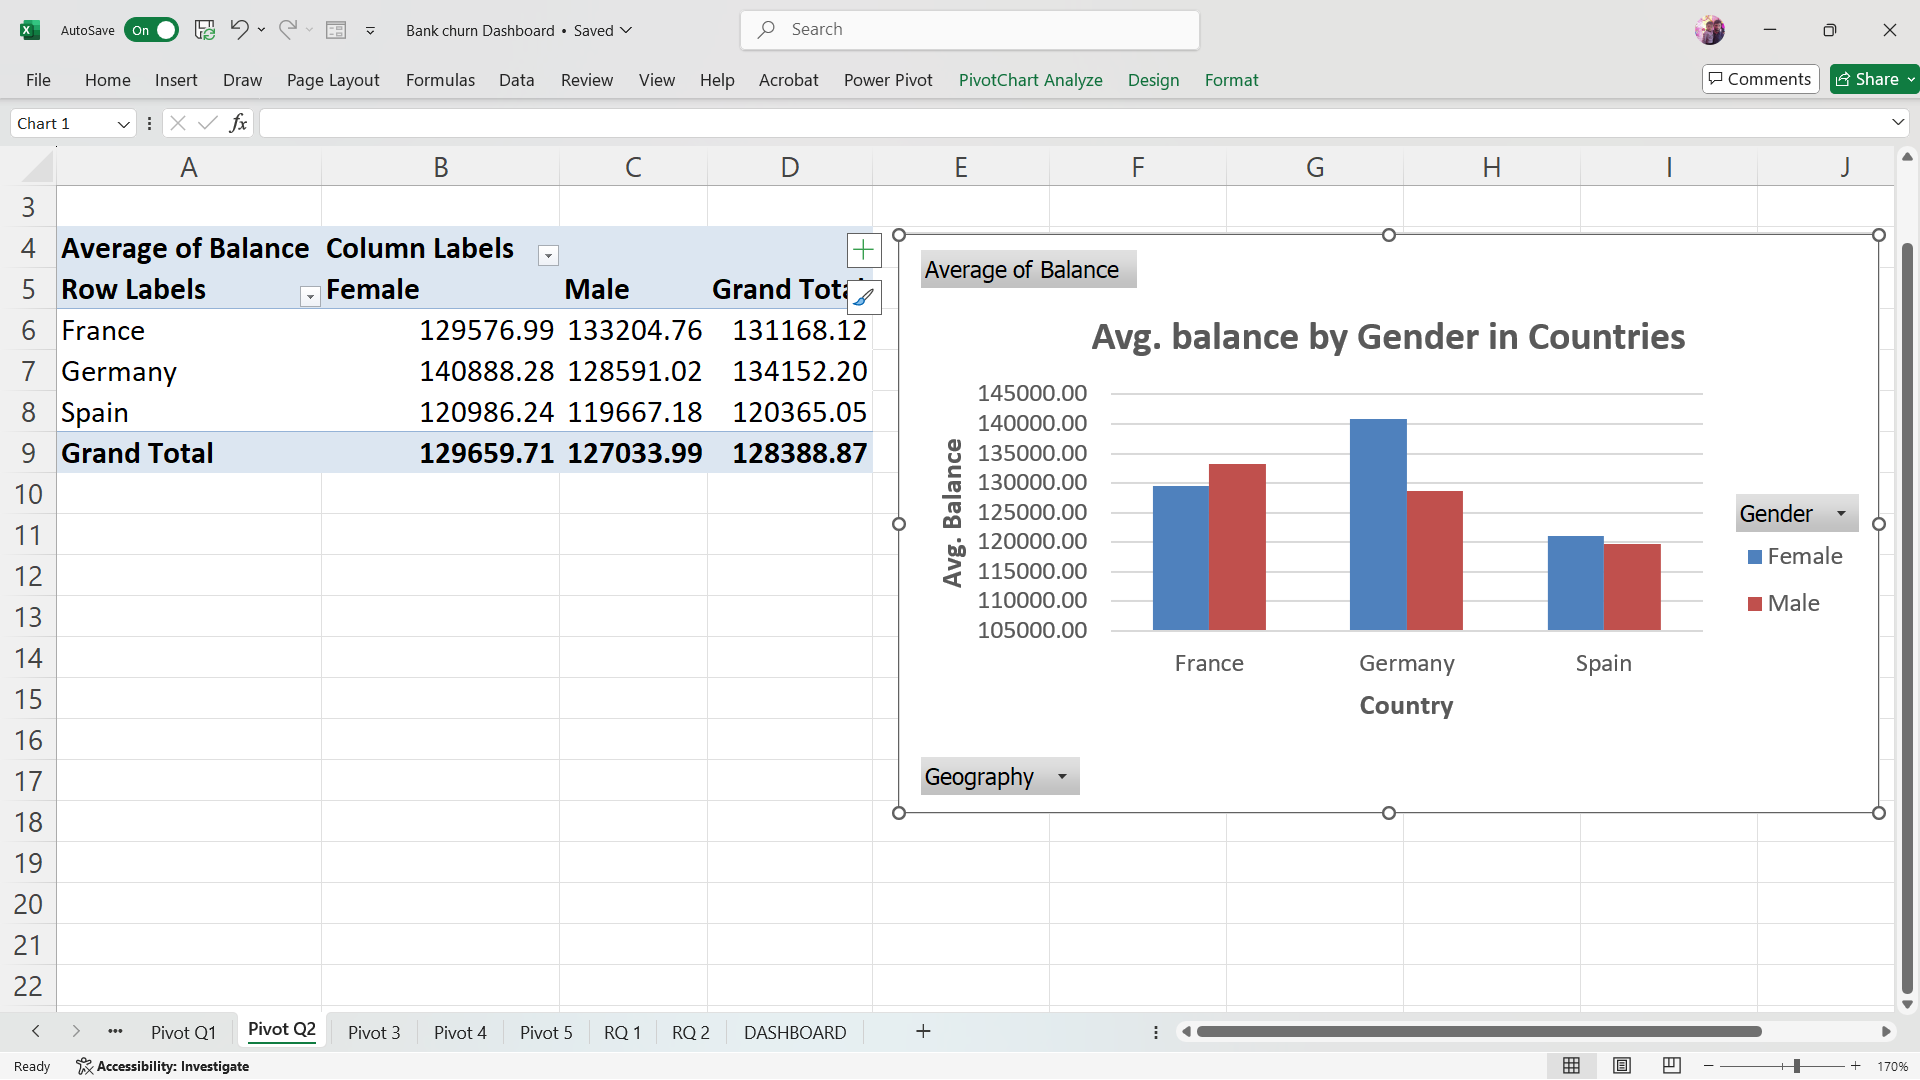 AutoSave On Bank churn Dashboard • Saved Search
File Home Insert Draw Page Layout Formulas Data Review View Help Acrobat Power Pivot PivotChart Analyze Design Format Comments Share
Chart 1 fx
A B C D E F G H I J
3
4 Average of Balance Column Labels
5 Row Labels Female Male Grand Tota
6 France 129576.99 133204.76 131168.12
7 Germany 140888.28 128591.02 134152.20
8 Spain 120986.24 119667.18 120365.05
9 Grand Total 129659.71 127033.99 128388.87
10
11
12
13
14
15
16
17
18
19
20
21
22
Average of Balance
Avg. balance by Gender in Countries
Avg. Balance
145000.00
140000.00
135000.00
130000.00
125000.00
120000.00
115000.00
110000.00
105000.00
France Germany Spain
Country
Gender
Female
Male
Geography
Pivot Q1 Pivot Q2 Pivot 3 Pivot 4 Pivot 5 RQ 1 RQ 2 DASHBOARD
Ready Accessibility: Investigate 170%